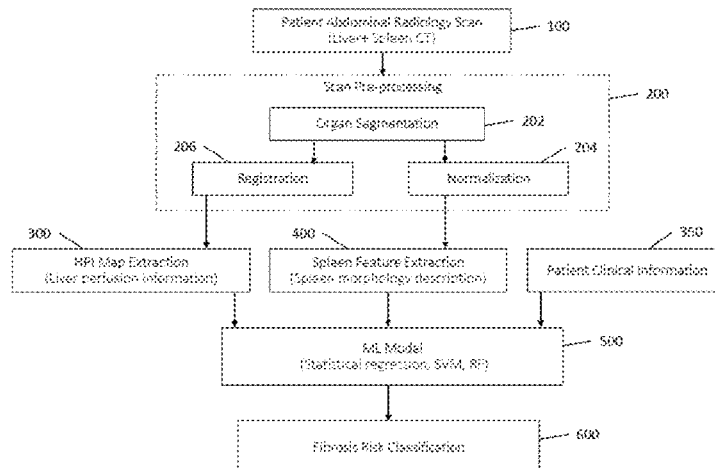 Patient Abdominal Radiology Scan
(Liver+ Spleen CT)
100
Scan Pre-processing
200
Organ Segmentation
202
206
204
Registration
Normalization
300
400
350
HPI Map Extraction
(Liver perfusion information)
Spleen Feature Extraction
(Spleen morphology description)
Patient Clinical Information
ML Model
(Statistical regression, SVM, RF)
500
Fibrosis Risk Classification
600